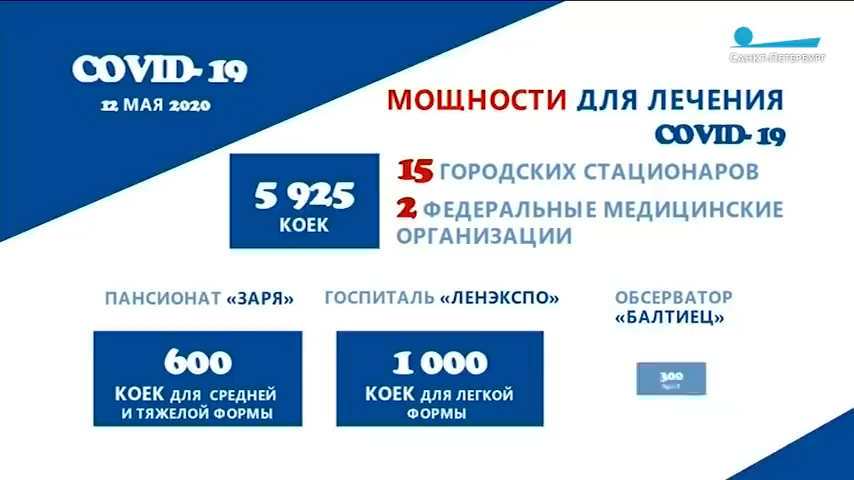 COVID-19
12 МАЯ 2020
САНКТ-ПЕТЕРБУРГ
МОЩНОСТИ ДЛЯ ЛЕЧЕНИЯ
COVID-19
5 925
КОЕК
15 ГОРОДСКИХ СТАЦИОНАРОВ
2 ФЕДЕРАЛЬНЫЕ МЕДИЦИНСКИЕ
ОРГАНИЗАЦИИ
ПАНСИОНАТ «ЗАРЯ»
600
КОЕК ДЛЯ СРЕДНЕЙ
И ТЯЖЕЛОЙ ФОРМЫ
ГОСПИТАЛЬ «ЛЕНЭКСПО»
1 000
КОЕК ДЛЯ ЛЕГКОЙ
ФОРМЫ
ОБСЕРВАТОР
«БАЛТИЕЦ»
300